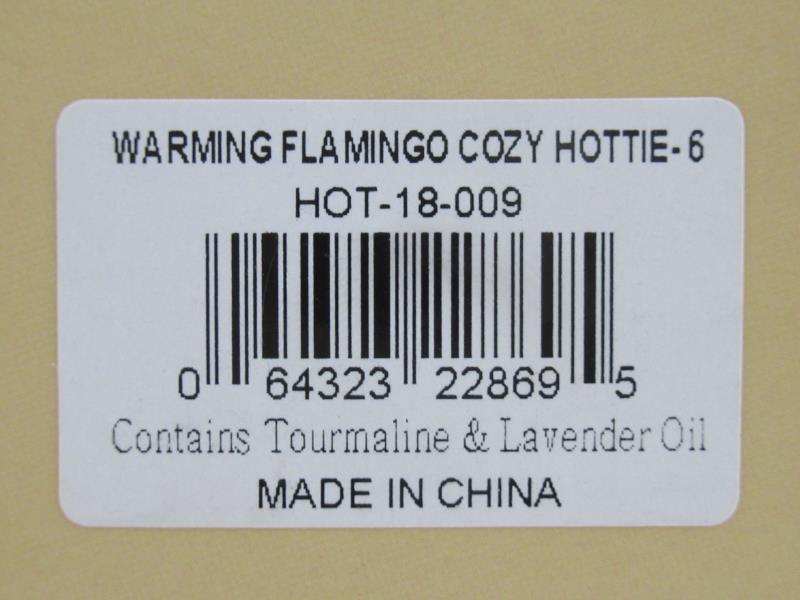 WARMING FLAMINGO COZY HOTTIE- 6
HOT-18-009
0 64323 22869 5
Contains Tourmaline & Lavender Oil
MADE IN CHINA